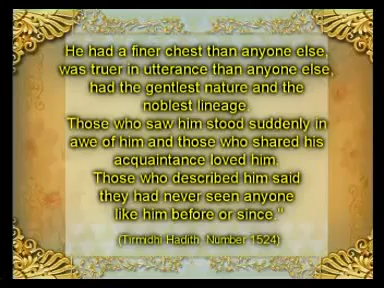 He had a finer chest than anyone else,
was truer in utterance than anyone else,
had the gentlest nature and the
noblest lineage.
Those who saw him stood suddenly in
awe of him and those who shared his
acquaintance loved him.
Those who described him said
they had never seen anyone
like him before or since."
(Tirmidhi Hadith, Number 1524)